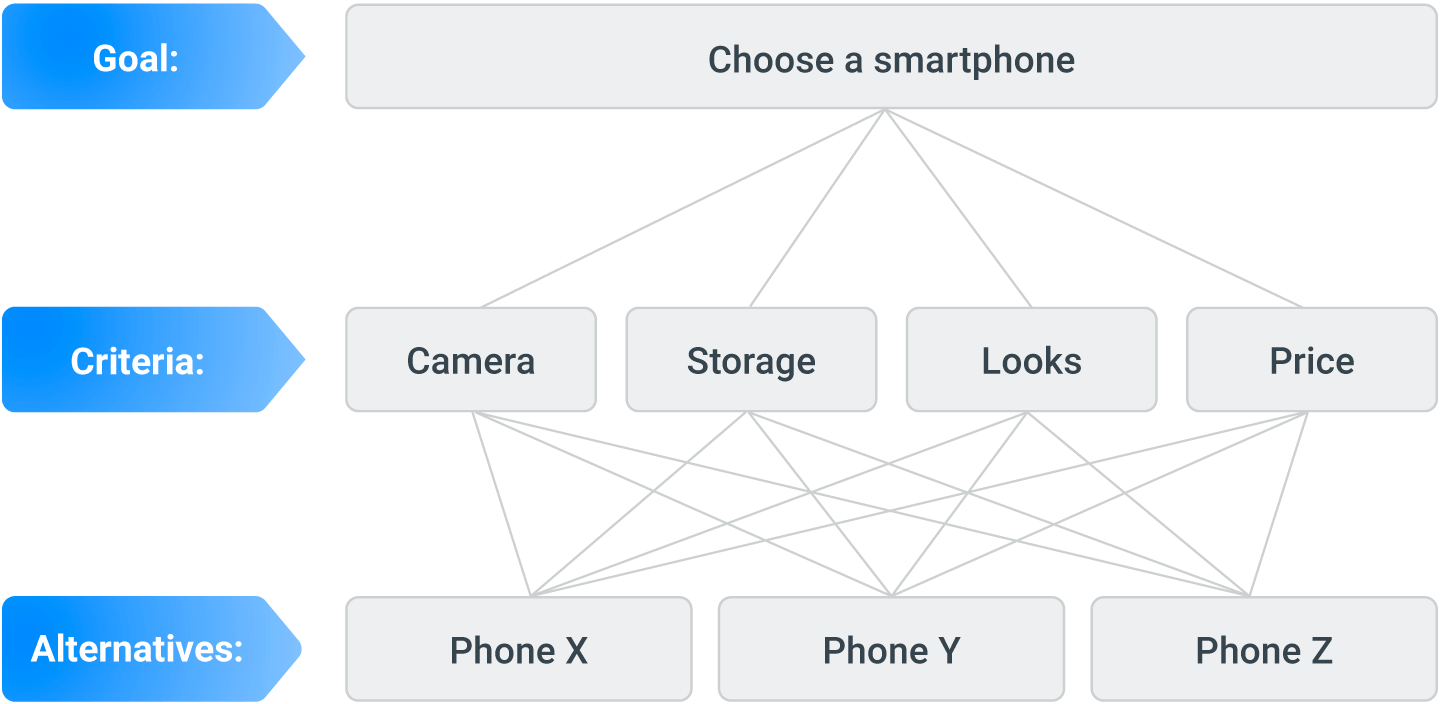 Goal:
Choose a smartphone
Criteria:
Camera
Storage
Looks
Price
Alternatives:
Phone X
Phone Y
Phone Z